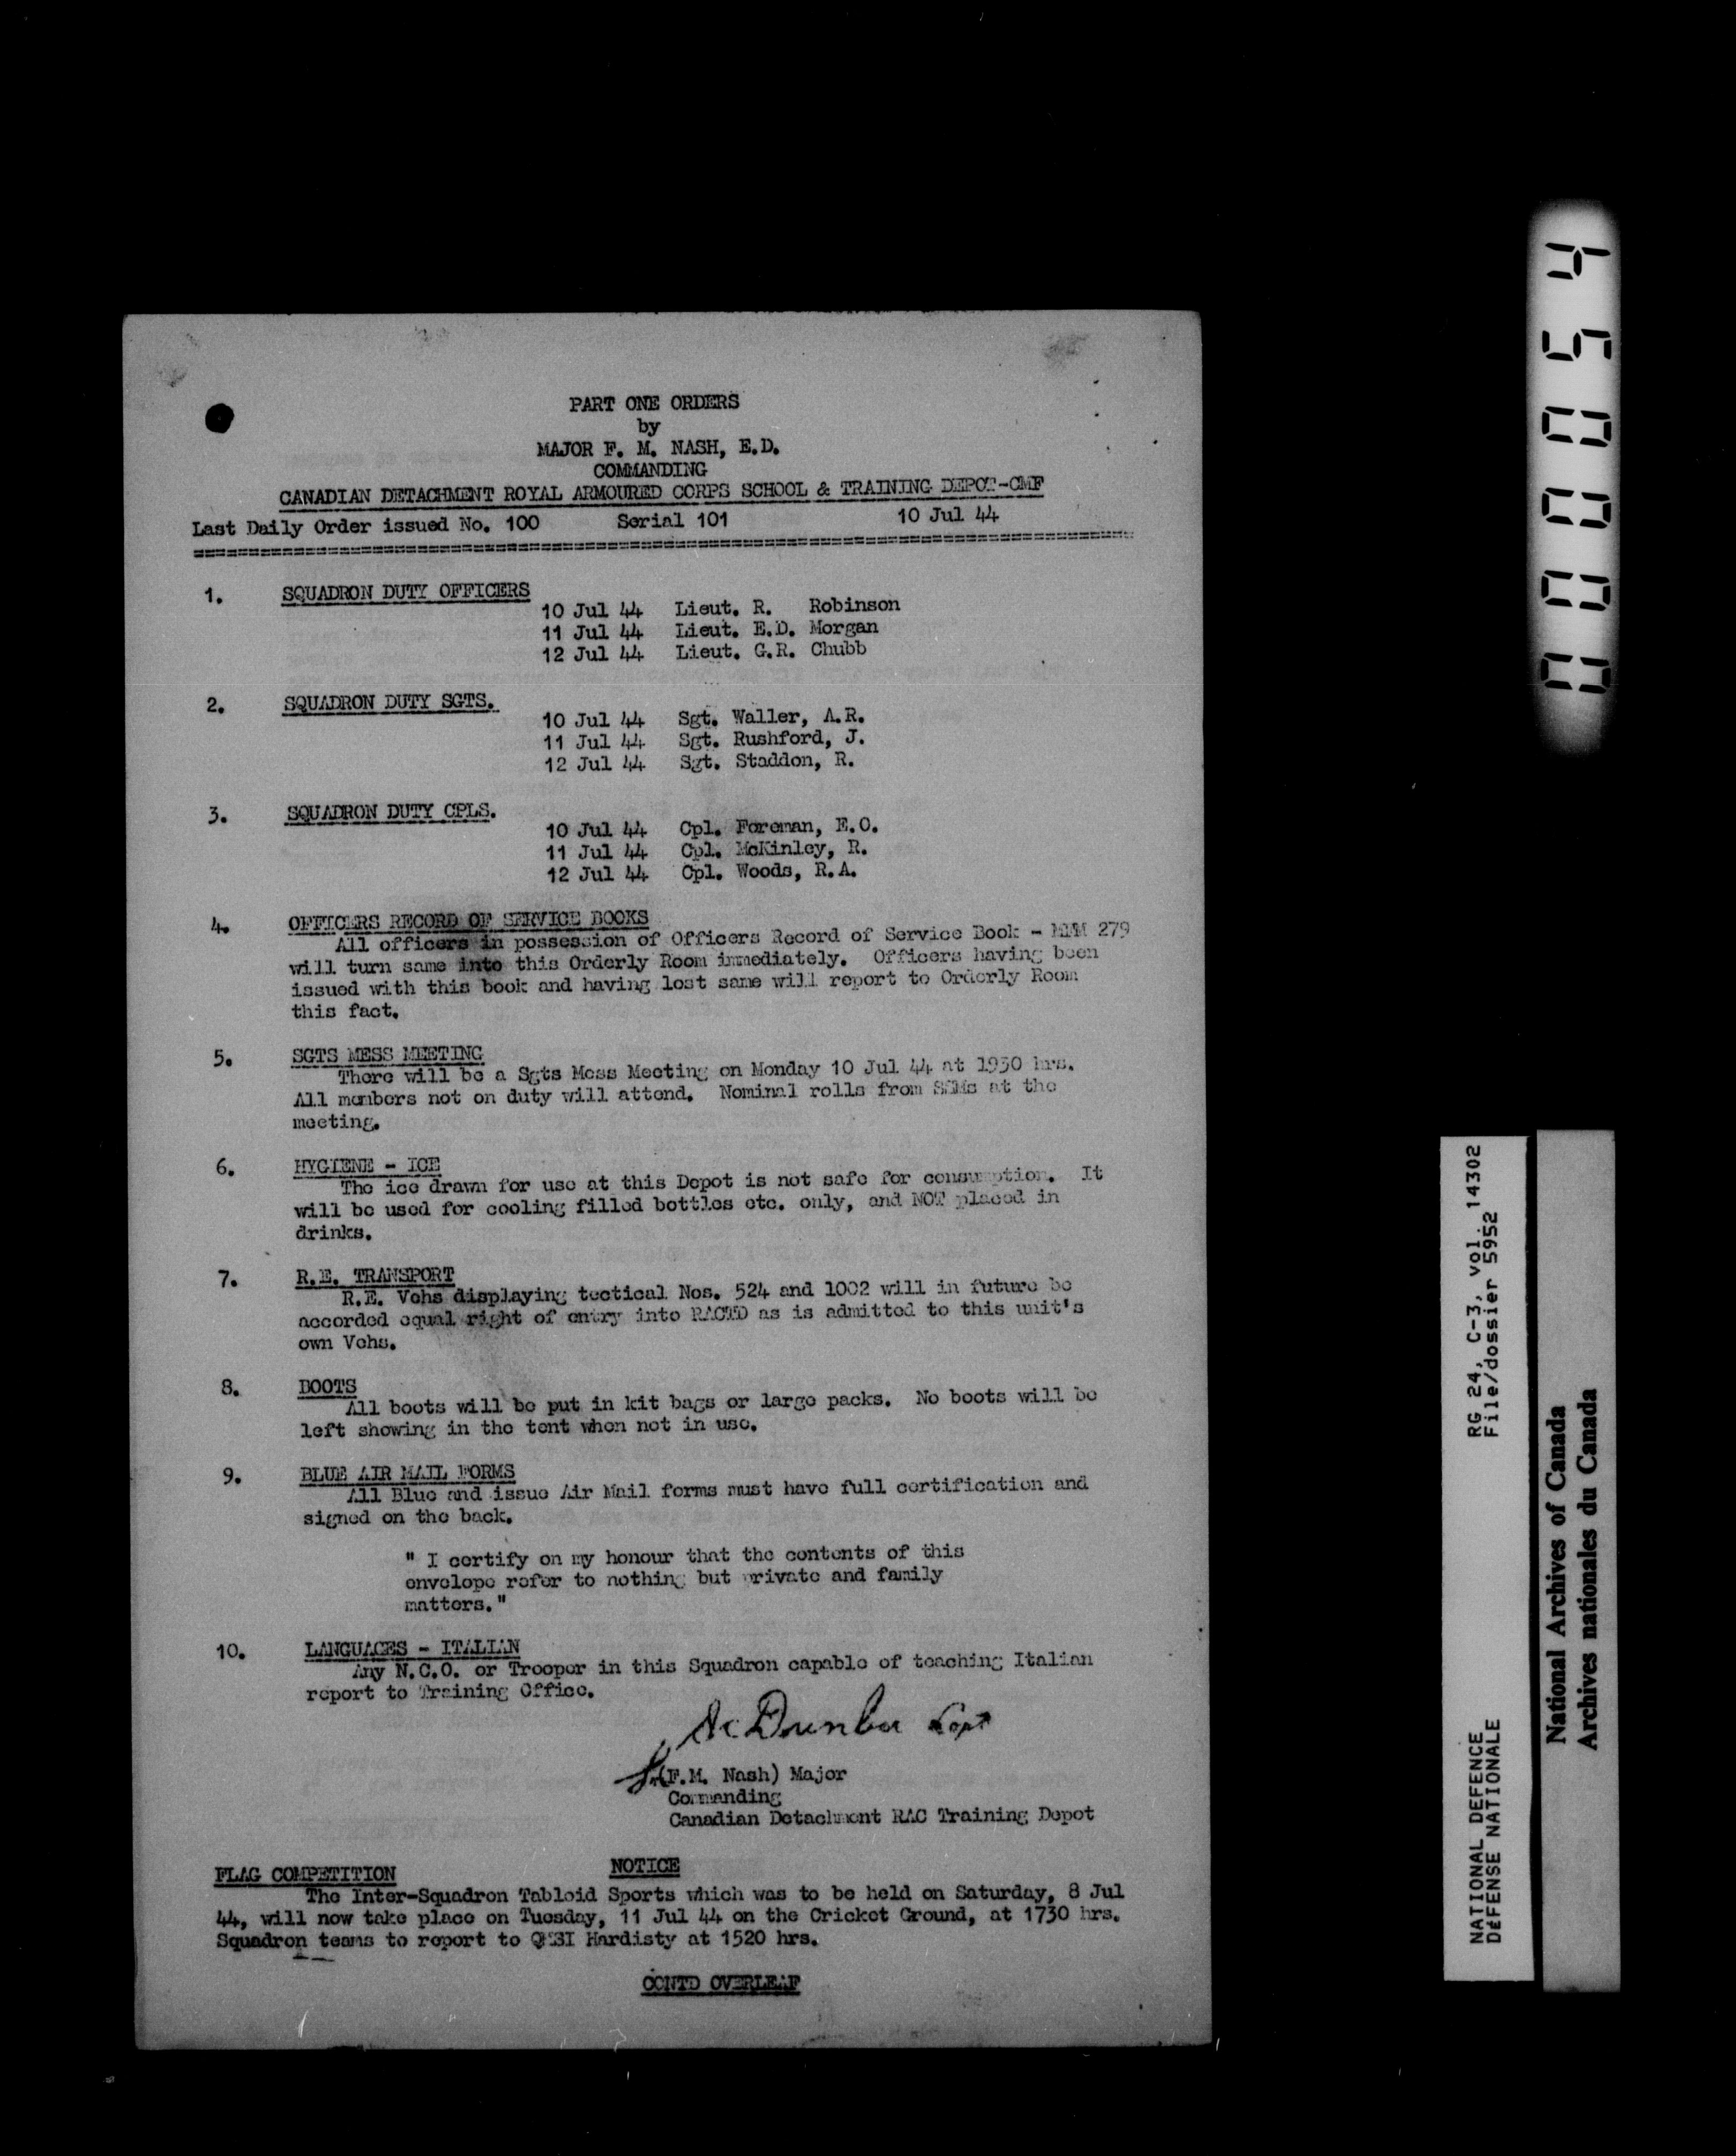 PART ONE ORDERS
by
MAJOR F. M. NASH, E.D.
COMMANDING
CANADIAN DETACHMENT ROYAL ARMOURED CORPS SCHOOL & TRAINING DEPOT-CMF
Last Daily Order issued No. 100 Serial 101 10 Jul 44
1. SQUADRON DUTY OFFICERS
10 Jul 44 Lieut. R. Robinson
11 Jul 44 Lieut. E.D. Morgan
12 Jul 44 Lieut. G.R. Chubb
2. SQUADRON DUTY SGTS.
10 Jul 44 Sgt. Waller, A.R.
11 Jul 44 Sgt. Rushford, J.
12 Jul 44 Sgt. Staddon, R.
3. SQUADRON DUTY CPLS.
10 Jul 44 Cpl. Foreman, E.O.
11 Jul 44 Cpl. McKinley, R.
12 Jul 44 Cpl. Woods, R.A.
4. OFFICERS RECORD OF SERVICE BOOKS
All officers in possession of Officers Record of Service Book - MFM 279
will turn same into this Orderly Room immediately. Officers having been
issued with this book and having lost same will report to Orderly Room
this fact.
5. SGTS MESS MEETING
There will be a Sgts Mess Meeting on Monday 10 Jul 44 at 1930 hrs.
All members not on duty will attend. Nominal rolls from at the
meeting.
6. HYGIENE - ICE
The ice drawn for use at this Depot is not safe for consumption. It
will be used for cooling filled bottles etc. only, and NOT placed in
drinks.
7. R.E. TRANSPORT
R.E. Vehs displaying tectical Nos. 524 and 1002 will in future be
accorded equal right of entry into RACTD as is admitted to this unit's
own Vehs.
8. BOOTS
All boots will be put in kit bags or large packs. No boots will be
left showing in the tent when not in use.
9. BLUE AIR MAIL FORMS
All Blue and issue Air Mail forms must have full certification and
signed on the back.
" I certify on my honour that the contents of this
envelope refer to nothing but private and family
matters."
10. LANGUAGES - ITALIAN
Any N.C.O. or Trooper in this Squadron capable of teaching Italian
report to Training Office.
Dunbar Capt
for (F.M. Nash) Major
Commanding
Canadian Detachment RAC Training Depot
NOTICE
FLAG COMPETITION
The Inter-Squadron Tabloid Sports which was to be held on Saturday, 8 Jul
44, will now take place on Tuesday, 11 Jul 44 on the Cricket Ground, at 1730 hrs.
Squadron teams to report to QMSI Hardisty at 1520 hrs.
CONTD OVERLEAF
0000054
NATIONAL DEFENCE RG 24, C-3, vol. 14302
DéFENSE NATIONALE File/dossier 5952
National Archives of Canada
Archives nationales du Canada